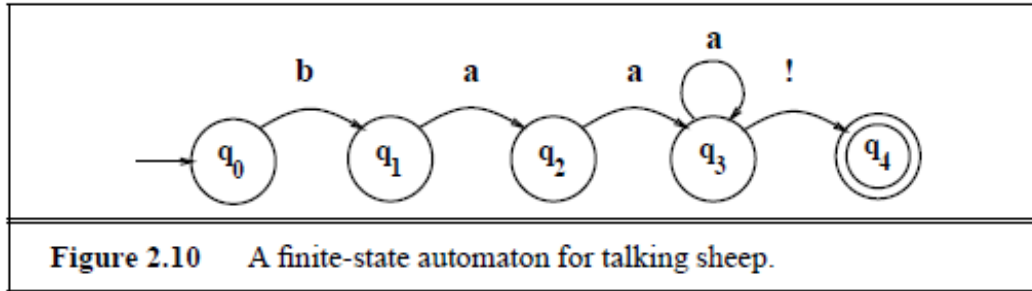 a
b a a !
q0 q1 q2 q3 q4
Figure 2.10 A finite-state automaton for talking sheep.